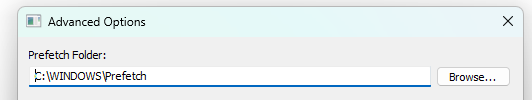 Advanced Options
Prefetch Folder:
C:\WINDOWS\Prefetch
Browse...